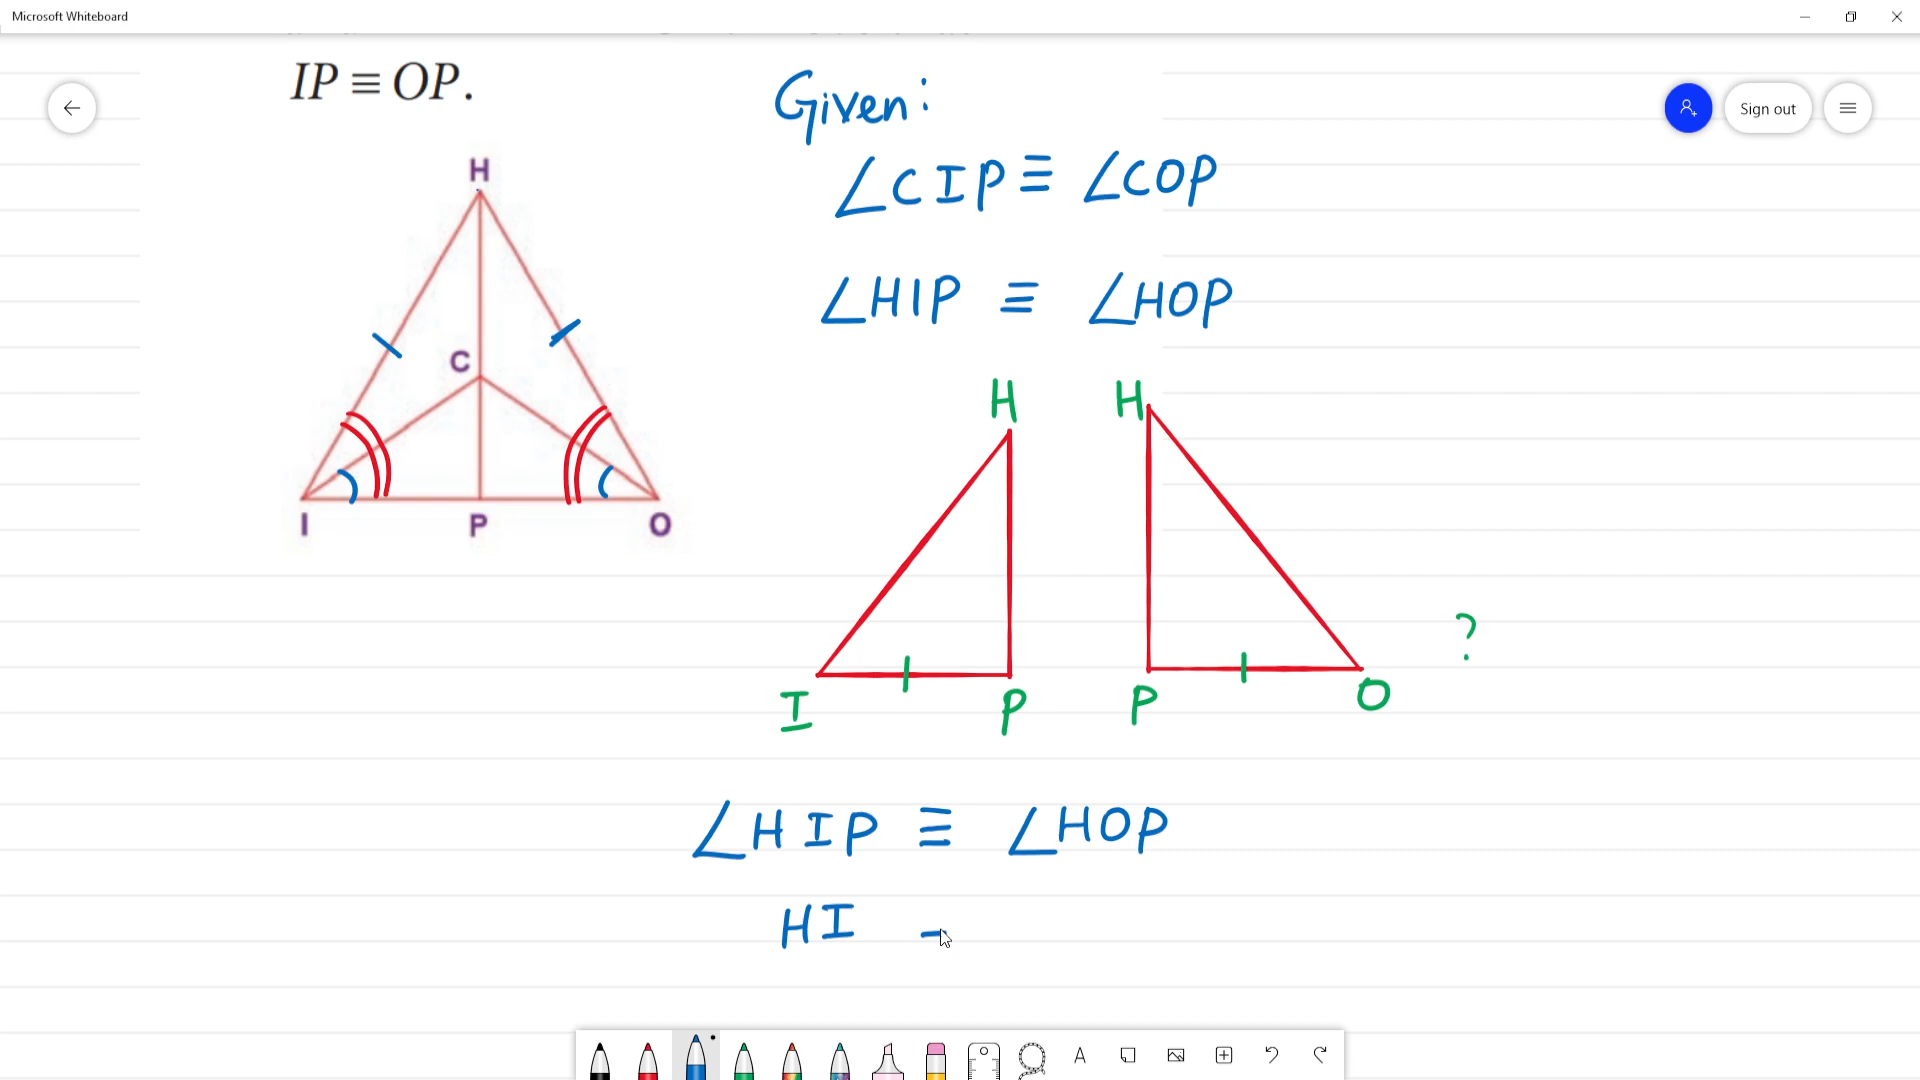 Microsoft Whiteboard
IP ≡ OP.
Given:
∠CIP ≡ ∠COP
Sign out
H
∠HIP ≡ ∠HOP
C
H H
I P O
?
I P P O
∠HIP ≡ ∠HOP
HI -
A